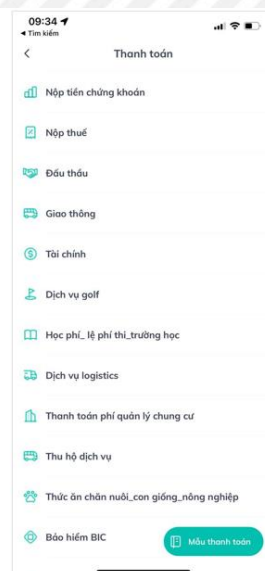 09:34
◀ Tìm kiếm
Thanh toán
Nộp tiền chứng khoán
Nộp thuế
Đấu thầu
Giao thông
Tài chính
Dịch vụ golf
Học phí_ lệ phí thi_trường học
Dịch vụ logistics
Thanh toán phí quản lý chung cư
Thu hộ dịch vụ
Thức ăn chăn nuôi_con giống_nông nghiệp
Bảo hiểm BIC
Mẫu thanh toán